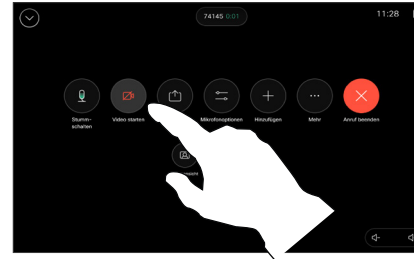 74145 0:01
11:28
Stumm-
schalten
Video starten
Mikrofonoptionen
Hinzufügen
Mehr
Anruf beenden